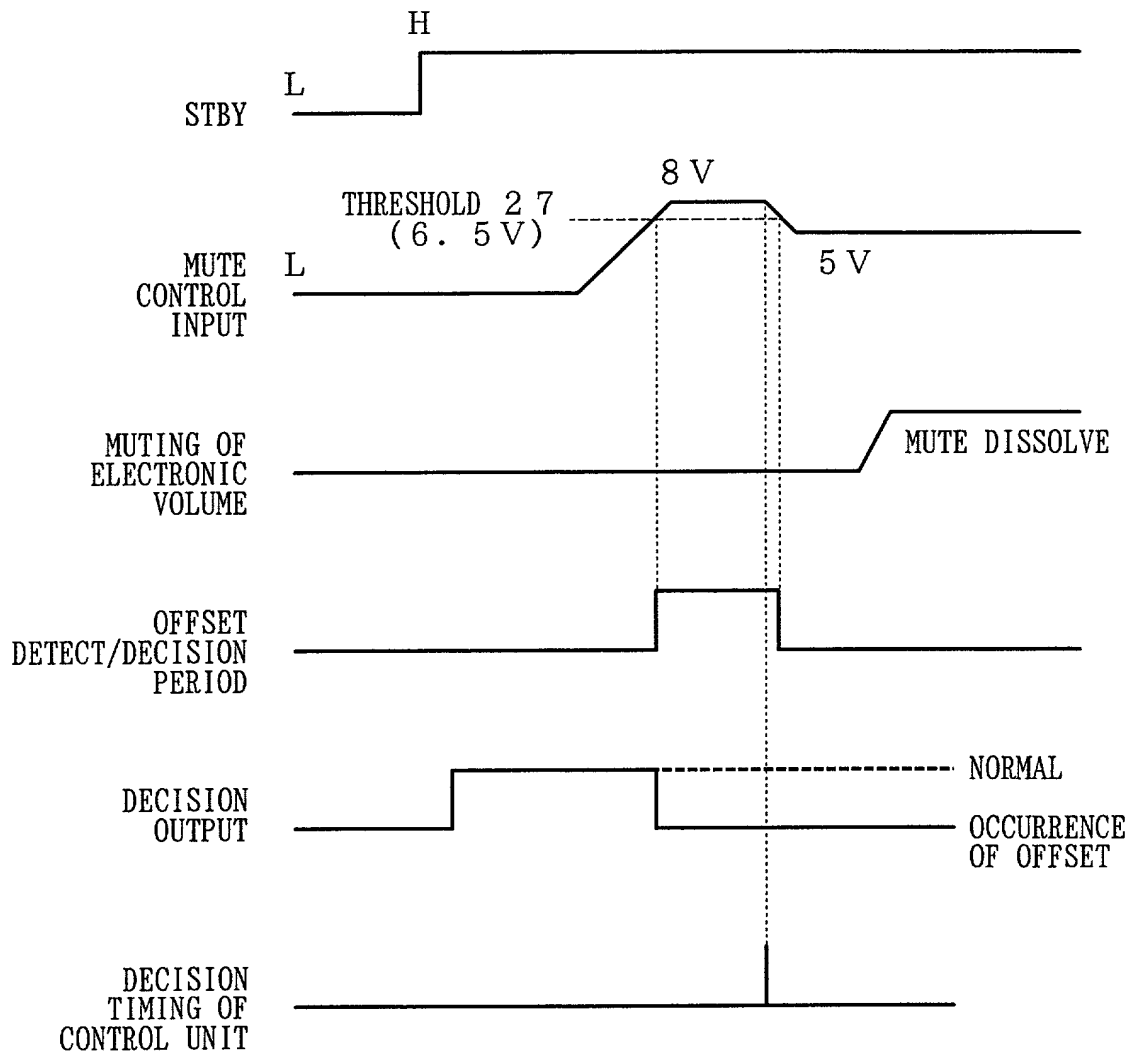 H
L
STBY
8 V
THRESHOLD 2 7
(6. 5V)
MUTE
CONTROL
INPUT
L
5 V
MUTING OF
ELECTRONIC
VOLUME
MUTE DISSOLVE
OFFSET
DETECT/DECISION
PERIOD
DECISION
OUTPUT
NORMAL
OCCURRENCE
OF OFFSET
DECISION
TIMING OF
CONTROL UNIT